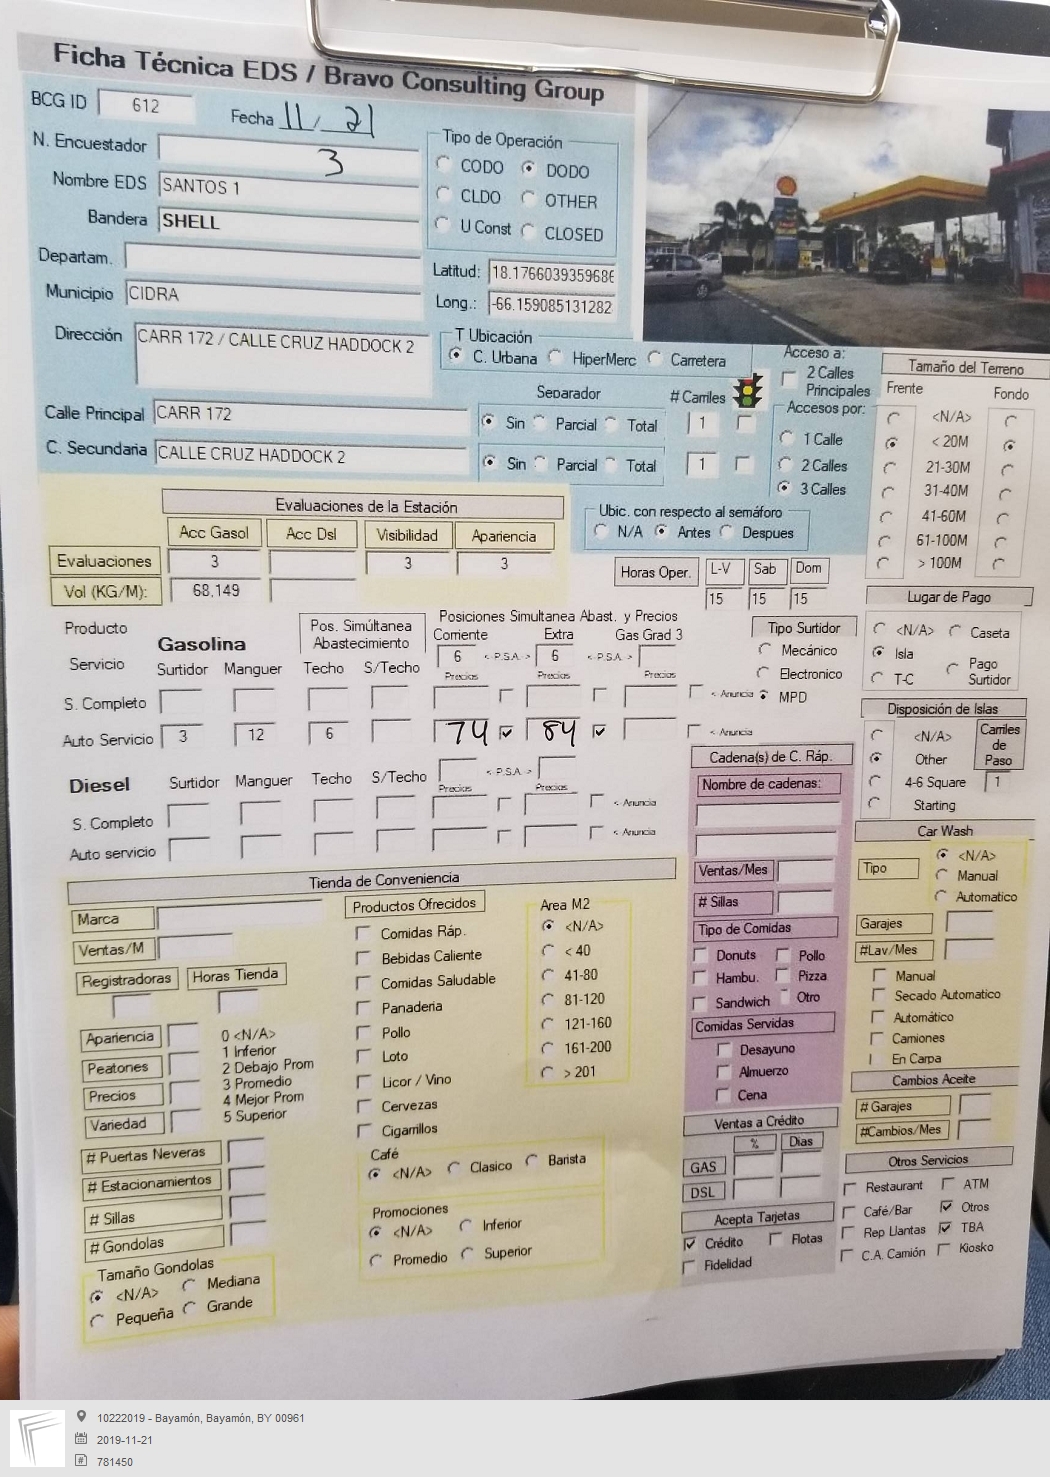 Ficha Técnica EDS / Bravo Consulting Group
BCG ID 612 Fecha 11/ 21
N. Encuestador 3
Nombre EDS SANTOS 1
Bandera SHELL
Departam.
Municipio CIDRA
Tipo de Operación
CODO DODO
CLDO OTHER
U Const CLOSED
Latitud: 18.1766039359686
Long.: -66.159085131282
Dirección CARR 172 / CALLE CRUZ HADDOCK 2
T Ubicación
C. Urbana HiperMerc Carretera
Separador # Carriles
Calle Principal CARR 172 Sin Parcial Total 1
C. Secundaria CALLE CRUZ HADDOCK 2 Sin Parcial Total 1
Acceso a:
2 Calles
Principales
Accesos por:
1 Calle
2 Calles
3 Calles
Tamaño del Terreno
Frente Fondo
<N/A>
< 20M
21-30M
31-40M
41-60M
61-100M
> 100M
Ubic. con respecto al semáforo
N/A Antes Despues
Evaluaciones de la Estación
Acc Gasol Acc Dsl Visibilidad Apariencia
Evaluaciones 3 3 3
Vol (KG/M): 68,149
Horas Oper. L-V Sab Dom
15 15 15
Lugar de Pago
<N/A> Caseta
Isla
T-C Pago
Surtidor
Producto Gasolina
Servicio Surtidor Manguer Techo S/Techo
Pos. Simúltanea
Abastecimiento
Posiciones Simultanea Abast. y Precios
Corriente Extra Gas Grad 3
6 < P.S.A. > 6 < P.S.A. >
Precios Precios Precios
S. Completo < Anuncia
Auto Servicio 3 12 6 74 84 < Anuncia
Tipo Surtidor
Mecánico
Electronico
MPD
Disposición de Islas
<N/A>
Other
4-6 Square
Starting
Carriles
de
Paso
1
Diesel Surtidor Manguer Techo S/Techo < P.S.A. >
Precios Precios
S. Completo < Anuncia
Auto servicio < Anuncia
Cadena(s) de C. Ráp.
Nombre de cadenas:
Ventas/Mes
# Sillas
Tipo de Comidas
Donuts Pollo
Hambu. Pizza
Sandwich Otro
Comidas Servidas
Desayuno
Almuerzo
Cena
Car Wash
Tipo <N/A>
Manual
Automatico
Garajes
#Lav/Mes
Manual
Secado Automatico
Automático
Camiones
En Carpa
Cambios Aceite
# Garajes
#Cambios/Mes
Tienda de Conveniencia
Marca
Ventas/M
Registradoras Horas Tienda
Apariencia
Peatones
Precios
Variedad
0 <N/A>
1 Inferior
2 Debajo Prom
3 Promedio
4 Mejor Prom
5 Superior
# Puertas Neveras
# Estacionamientos
# Sillas
# Gondolas
Tamaño Gondolas
<N/A> Mediana
Pequeña Grande
Productos Ofrecidos
Comidas Ráp.
Bebidas Caliente
Comidas Saludable
Panaderia
Pollo
Loto
Licor / Vino
Cervezas
Cigarrillos
Area M2
<N/A>
< 40
41-80
81-120
121-160
161-200
> 201
Café
<N/A> Clasico Barista
Promociones
<N/A> Inferior
Promedio Superior
Ventas a Crédito
% Dias
GAS
DSL
Acepta Tarjetas
Crédito Flotas
Fidelidad
Otros Servicios
Restaurant ATM
Café/Bar Otros
Rep Llantas TBA
C.A. Camión Kiosko
10222019 - Bayamón, Bayamón, BY 00961
2019-11-21
781450